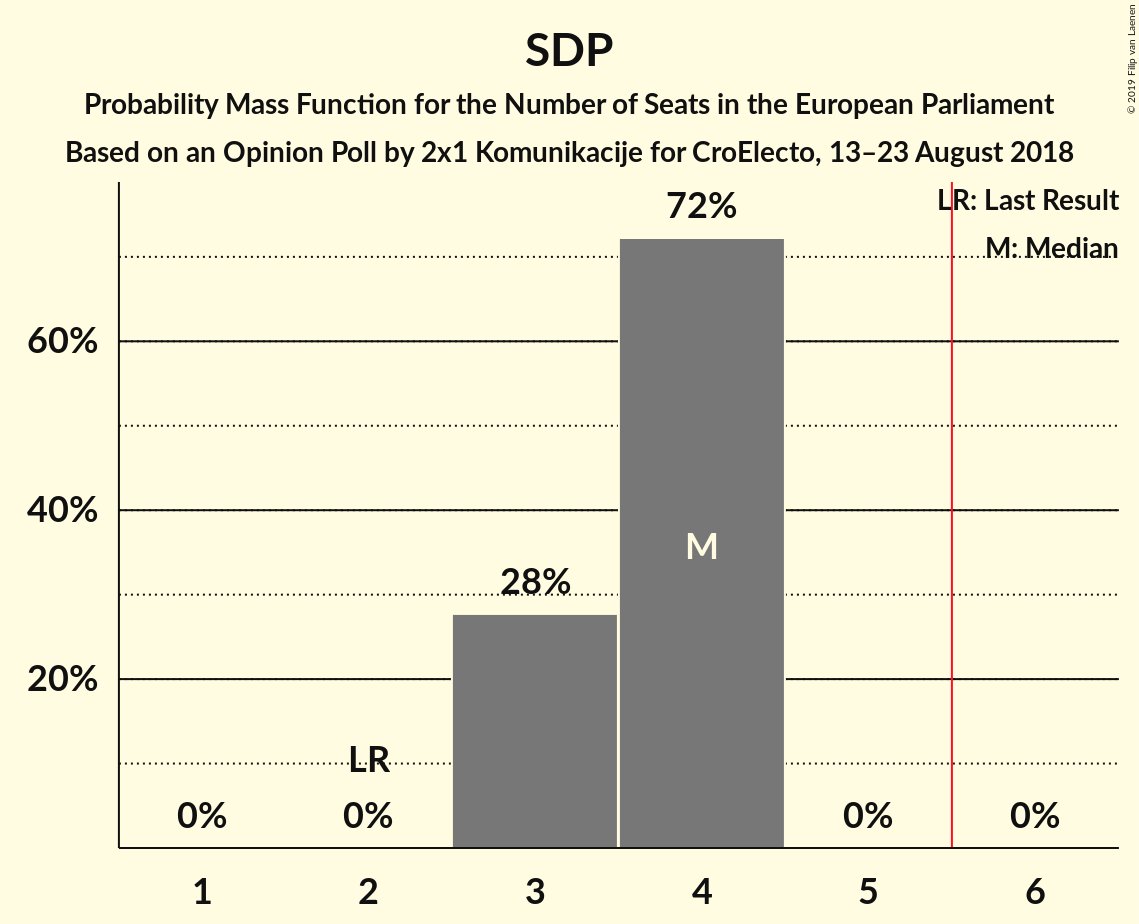 SDP
Probability Mass Function for the Number of Seats in the European Parliament
Based on an Opinion Poll by 2x1 Komunikacije for CroElecto, 13–23 August 2018
© 2019 Filip van Laenen
LR: Last Result
M: Median
72%
60%
40%
M
28%
20%
LR
0%
0%
0%
0%
1
2
3
4
5
6